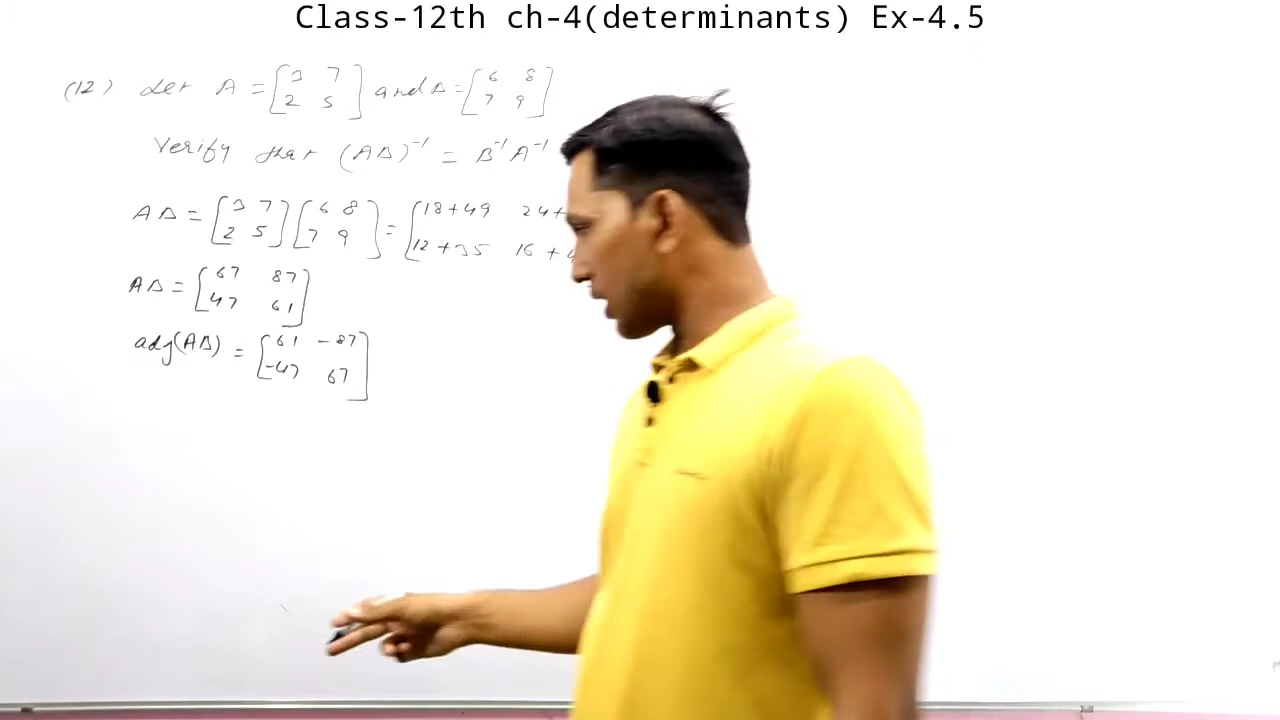 Class-12th ch-4(determinants) Ex-4.5
(12) Let A = [3 7 2 5] and B = [6 8 7 9]
Verify that (AB)⁻¹ = B⁻¹A⁻¹
AB = [3 7 2 5] [6 8 7 9] = [18+49 24+ 12+35 16+
AB = [67 87 47 61]
adj(AB) = [61 -87 -47 67]